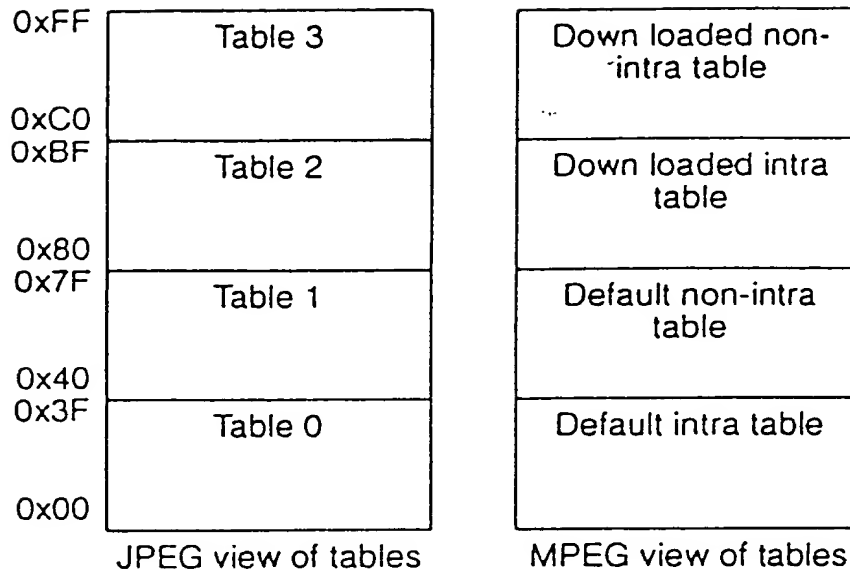 0xFF
Table 3
0xC0
0xBF
Table 2
0x80
0x7F
Table 1
0x40
0x3F
Table 0
0x00
JPEG view of tables
Down loaded non-
intra table
Down loaded intra
table
Default non-intra
table
Default intra table
MPEG view of tables